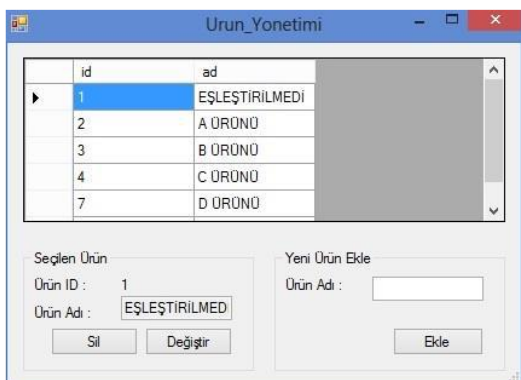 Urun_Yonetimi
id ad
1 EŞLEŞTİRİLMEDİ
2 A ÜRÜNÜ
3 B ÜRÜNÜ
4 C ÜRÜNÜ
7 D ÜRÜNÜ
Seçilen Ürün
Ürün ID : 1
Ürün Adı : EŞLEŞTİRİLMED
Sil Değiştir
Yeni Ürün Ekle
Ürün Adı :
Ekle